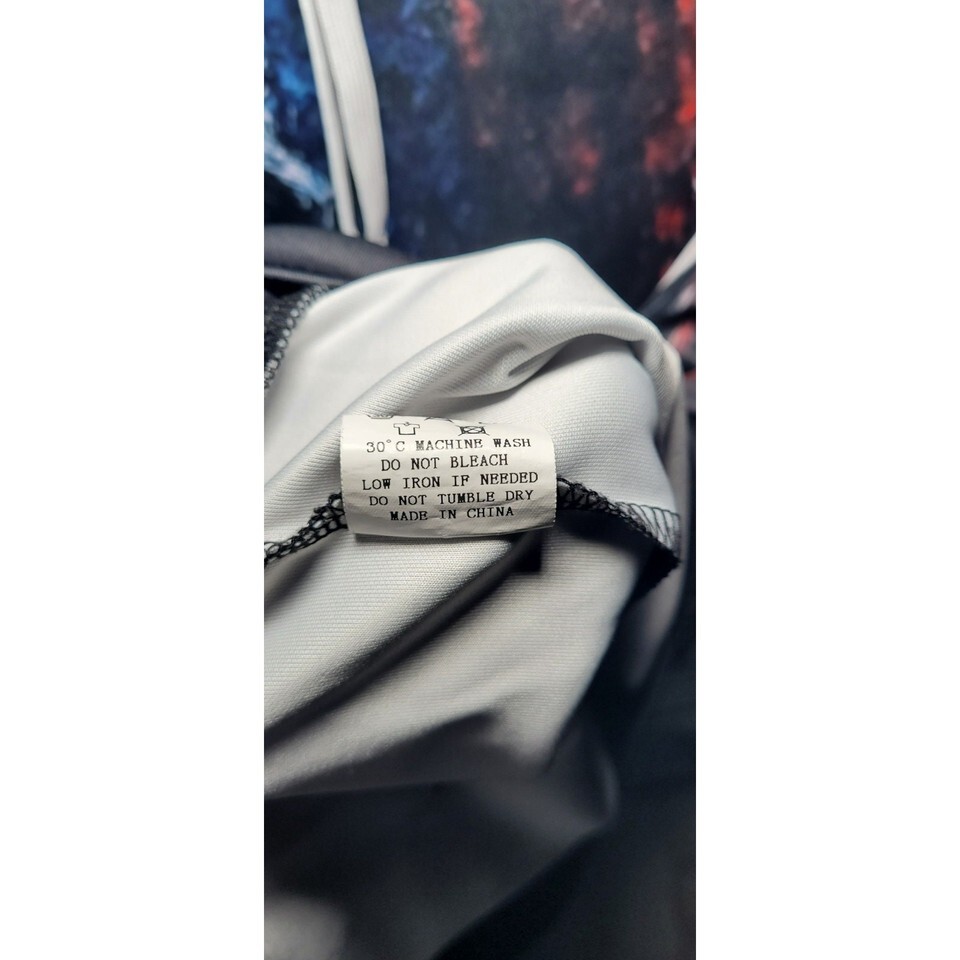 30°C MACHINE WASH
DO NOT BLEACH
LOW IRON IF NEEDED
DO NOT TUMBLE DRY
MADE IN CHINA